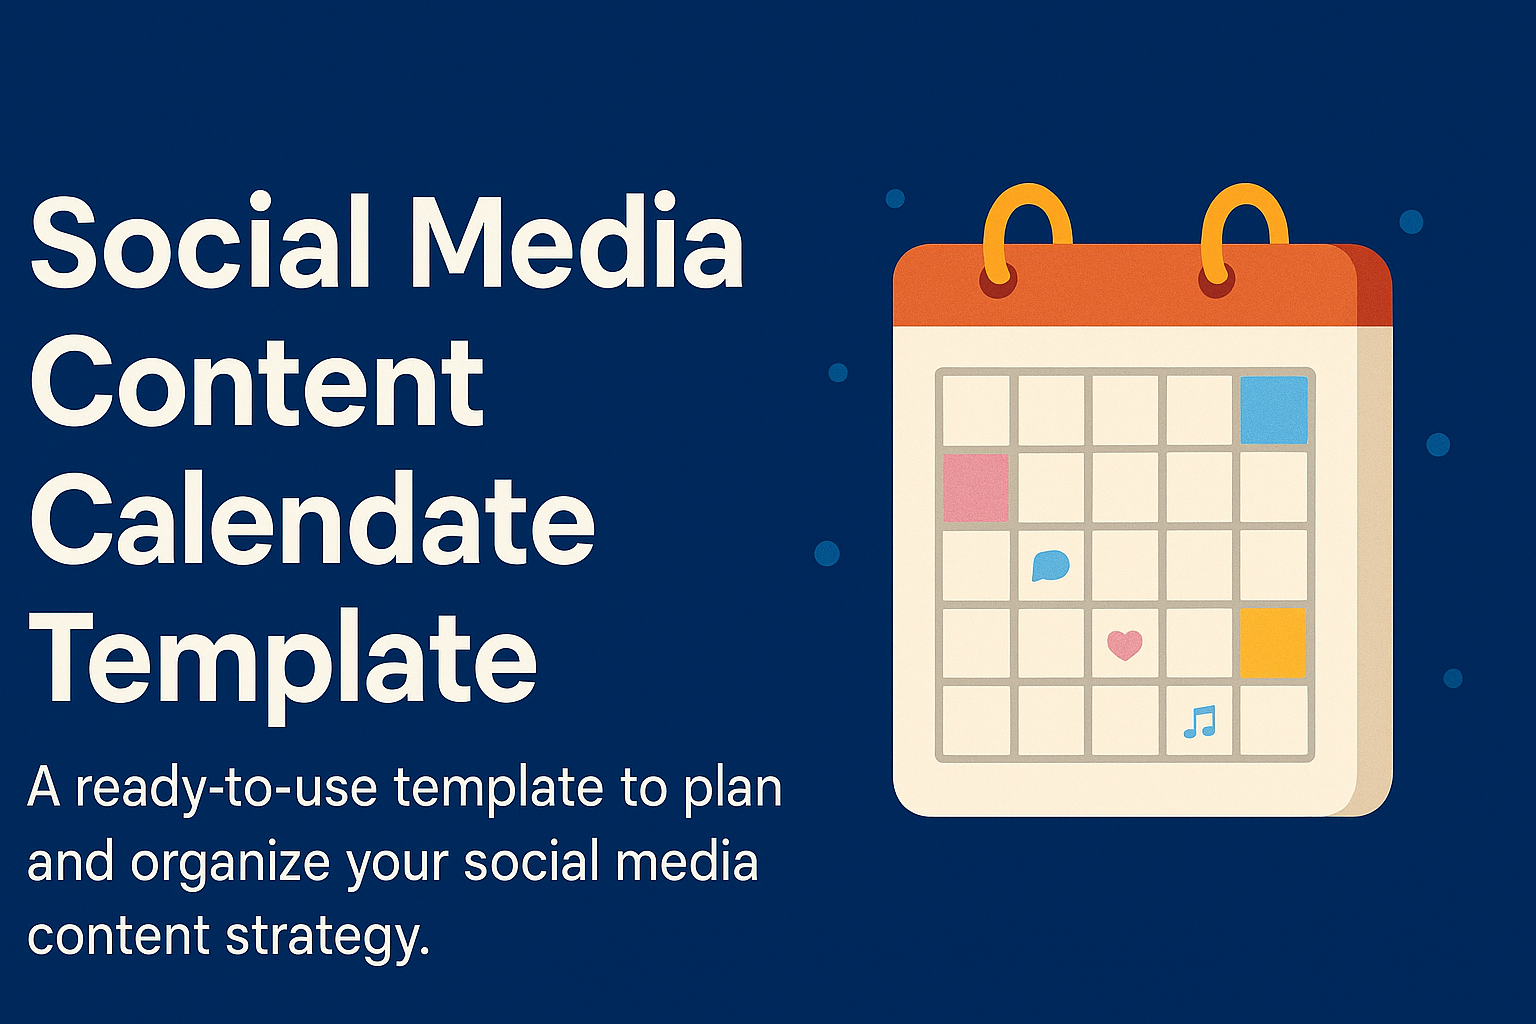 Social Media
Content
Calendate
Template
A ready-to-use template to plan
and organize your social media
content strategy.